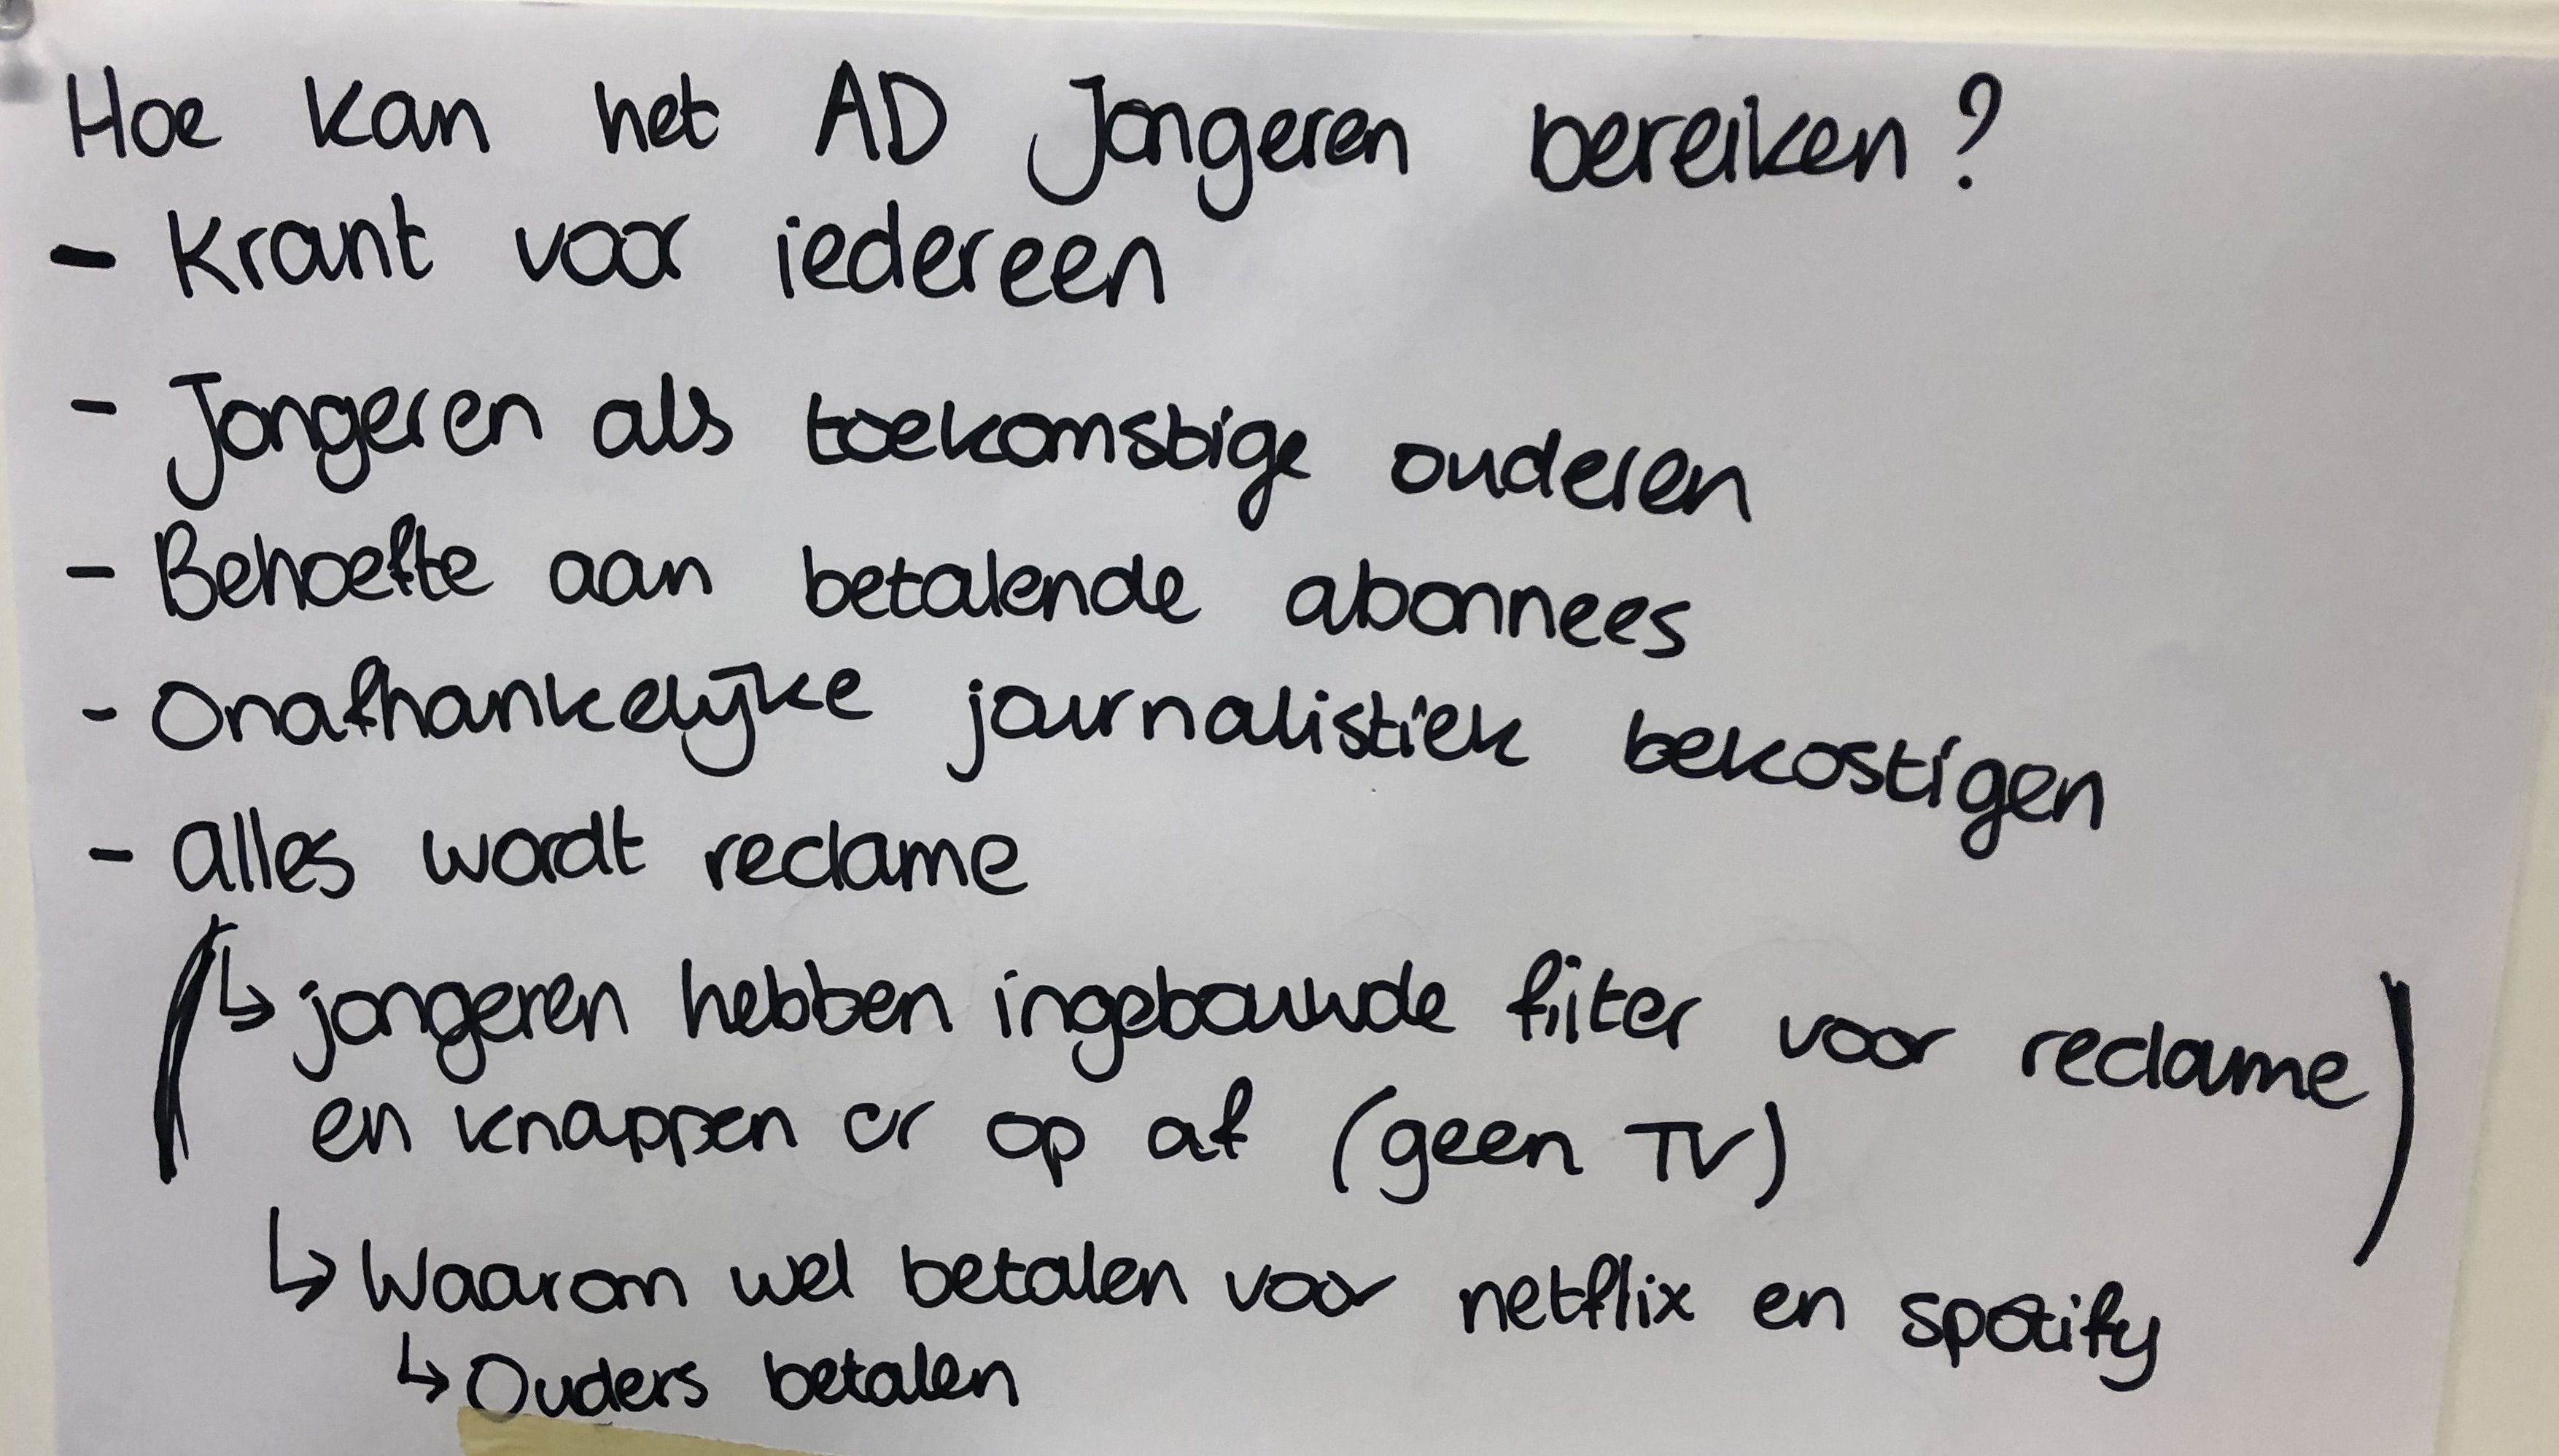 Hoe kan het AD Jongeren bereiken?
- Krant voor iedereen
- Jongeren als toekomstige ouderen
- Behoefte aan betalende abonnees
- Onafhankelijke journalistiek bekostigen
- alles wordt reclame
(↳ jongeren hebben ingebouwde filter voor reclame
en knappen er op af (geen TV))
↳ Waarom wel betalen voor netflix en spotify
↳ Ouders betalen